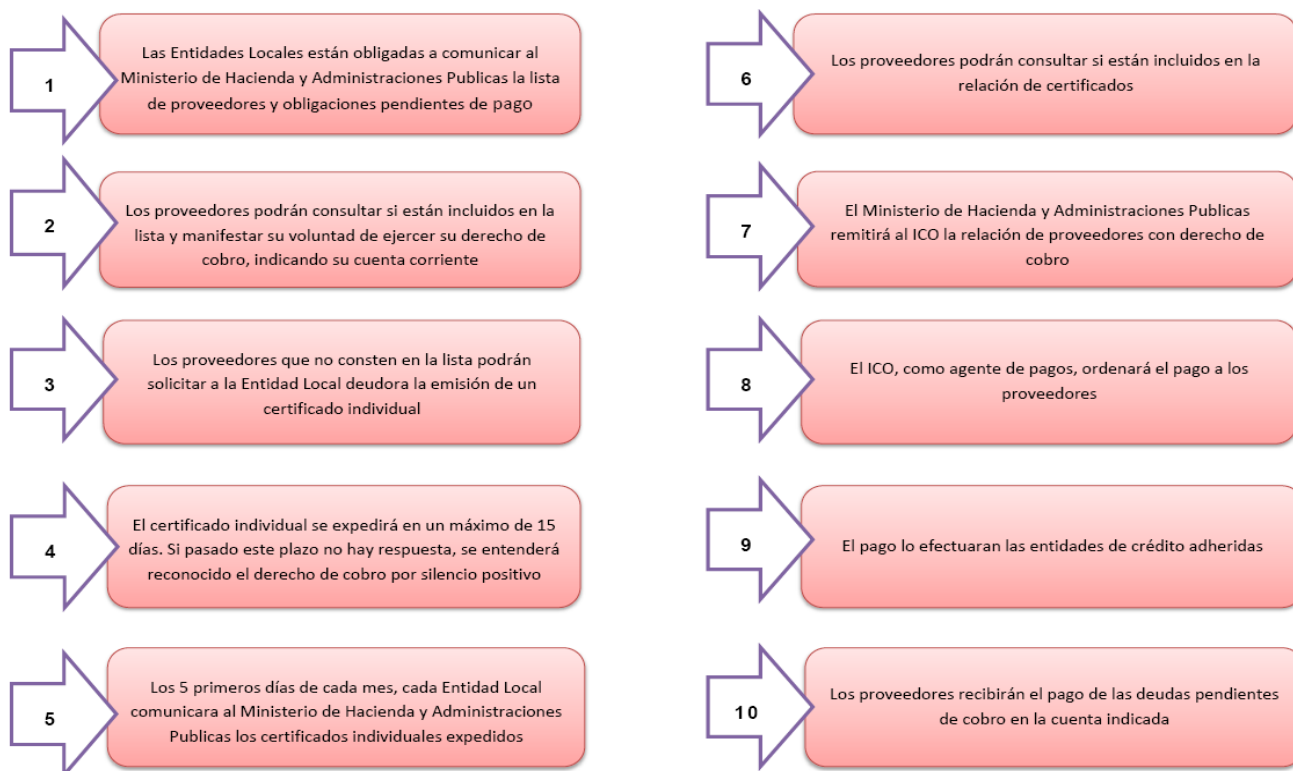 1
Las Entidades Locales están obligadas a comunicar al
Ministerio de Hacienda y Administraciones Publicas la lista
de proveedores y obligaciones pendientes de pago
2
Los proveedores podrán consultar si están incluidos en la
lista y manifestar su voluntad de ejercer su derecho de
cobro, indicando su cuenta corriente
3
Los proveedores que no consten en la lista podrán
solicitar a la Entidad Local deudora la emisión de un
certificado individual
4
El certificado individual se expedirá en un máximo de 15
días. Si pasado este plazo no hay respuesta, se entenderá
reconocido el derecho de cobro por silencio positivo
5
Los 5 primeros días de cada mes, cada Entidad Local
comunicara al Ministerio de Hacienda y Administraciones
Publicas los certificados individuales expedidos
6
Los proveedores podrán consultar si están incluidos en la
relación de certificados
7
El Ministerio de Hacienda y Administraciones Publicas
remitirá al ICO la relación de proveedores con derecho de
cobro
8
El ICO, como agente de pagos, ordenará el pago a los
proveedores
9
El pago lo efectuaran las entidades de crédito adheridas
10
Los proveedores recibirán el pago de las deudas pendientes
de cobro en la cuenta indicada